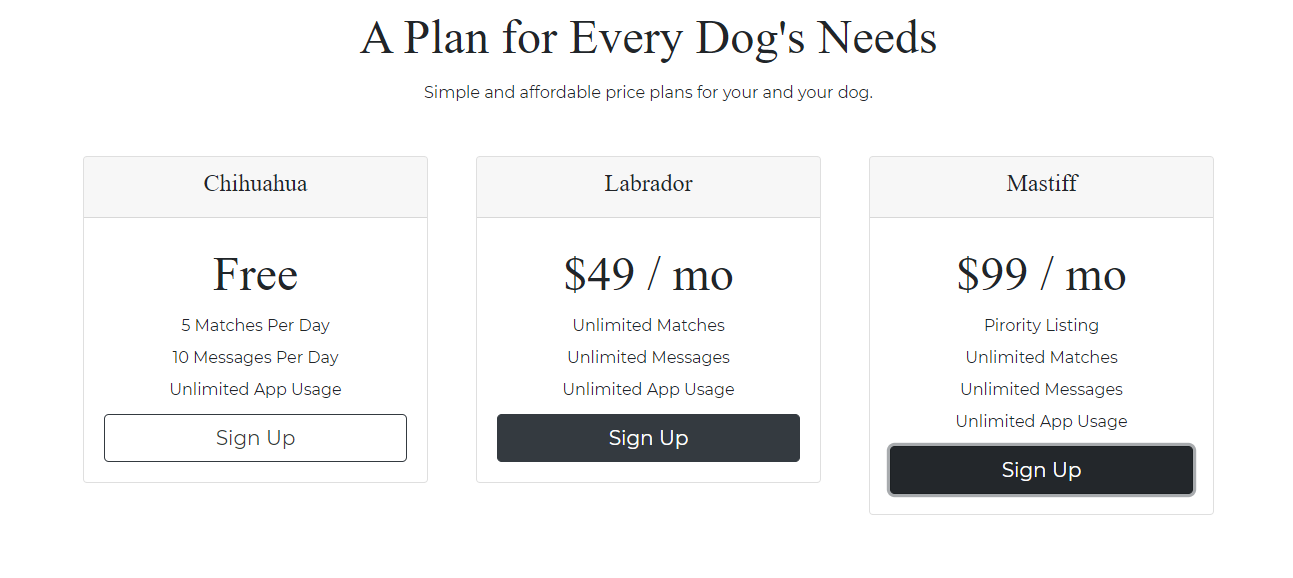 A Plan for Every Dog's Needs
Simple and affordable price plans for your and your dog.
Chihuahua
Free
5 Matches Per Day
10 Messages Per Day
Unlimited App Usage
Sign Up
Labrador
$49 / mo
Unlimited Matches
Unlimited Messages
Unlimited App Usage
Sign Up
Mastiff
$99 / mo
Pirority Listing
Unlimited Matches
Unlimited Messages
Unlimited App Usage
Sign Up